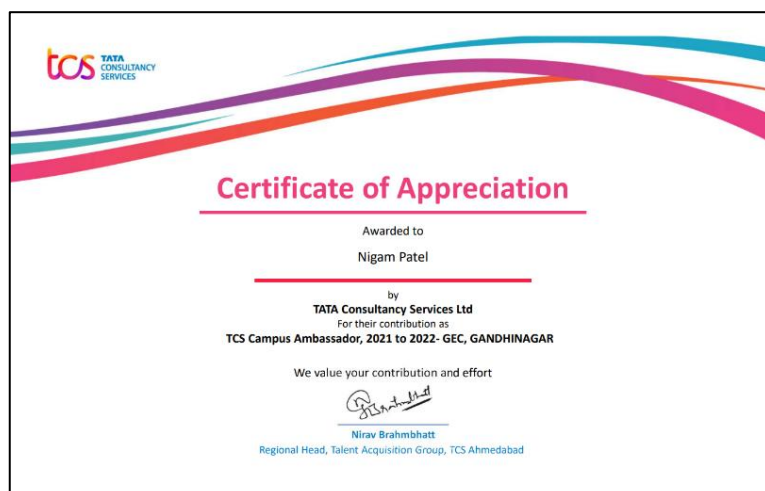 tcs TATA
CONSULTANCY
SERVICES
Certificate of Appreciation
Awarded to
Nigam Patel
by
TATA Consultancy Services Ltd
For their contribution as
TCS Campus Ambassador, 2021 to 2022- GEC, GANDHINAGAR
We value your contribution and effort
Nirav Brahmbhatt
Regional Head, Talent Acquisition Group, TCS Ahmedabad